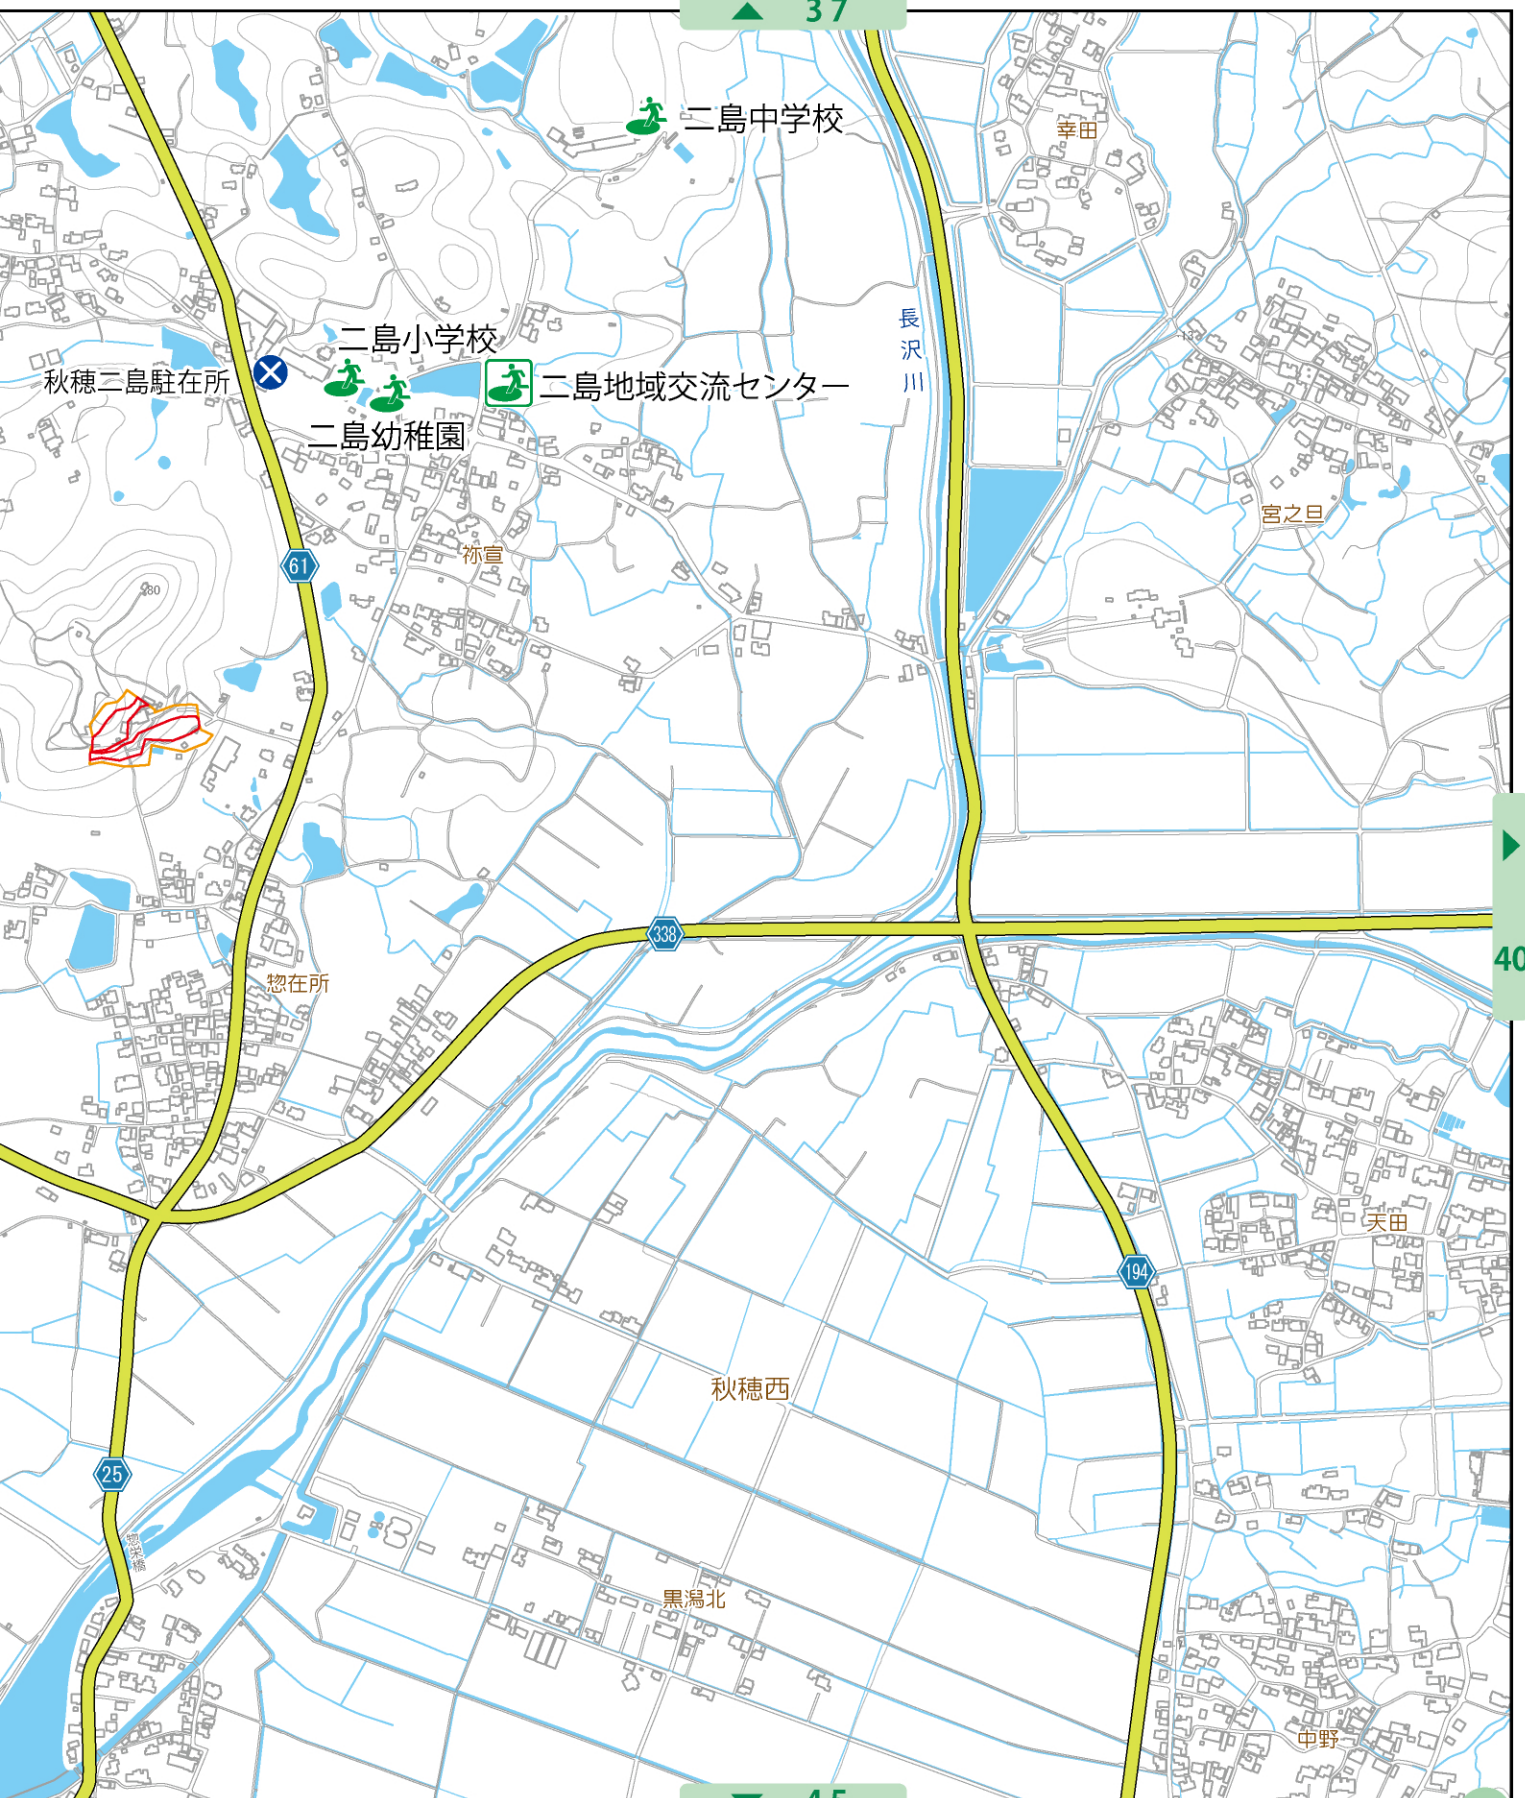 37
二島中学校
幸田
長沢川
二島小学校
秋穂二島駐在所
二島地域交流センター
二島幼稚園
宮之旦
祢宣
61
80
338
40
惣在所
天田
194
秋穂西
25
黒潟北
中野
45